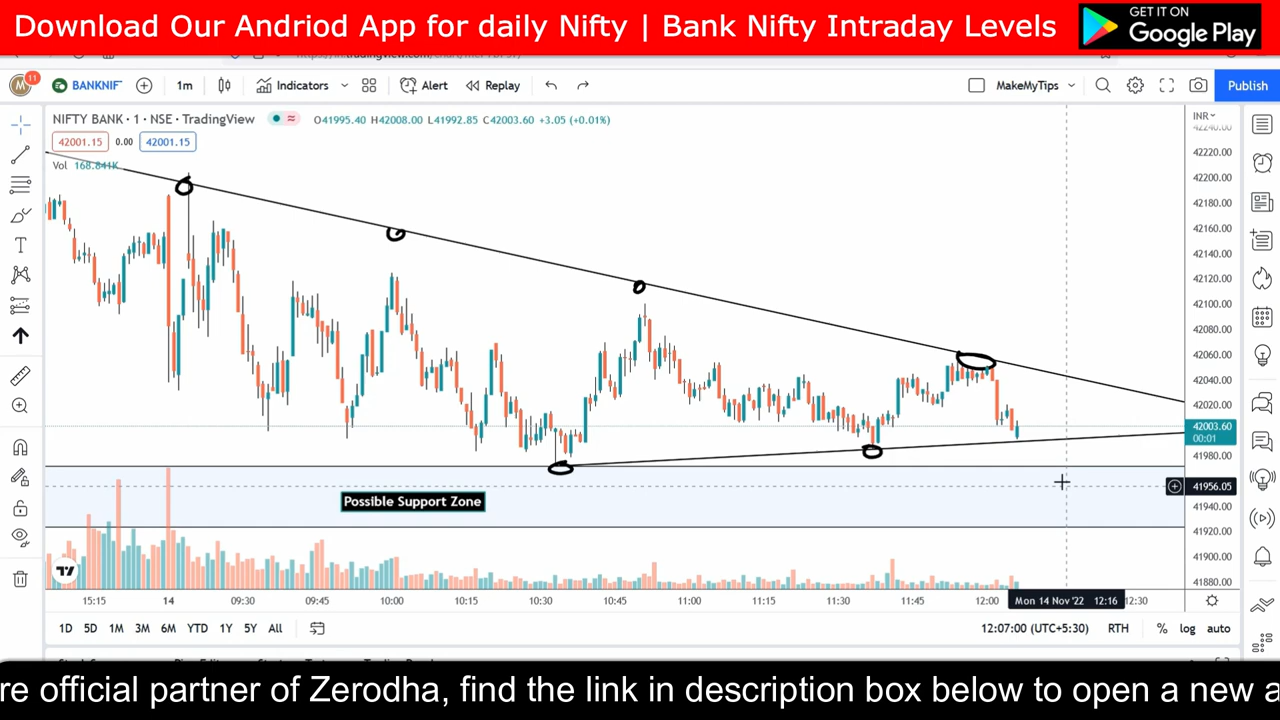 Download Our Andriod App for daily Nifty | Bank Nifty Intraday Levels
GET IT ON
Google Play
M 11 BANKNIF 1m Indicators Alert Replay MakeMyTips Publish
NIFTY BANK · 1 · NSE · TradingView O41995.40 H42008.00 L41992.85 C42003.60 +3.05 (+0.01%) INR
42001.15 0.00 42001.15
Vol 168.841K
42240.00
42220.00
42200.00
42180.00
42160.00
42140.00
42120.00
42100.00
42080.00
42060.00
42040.00
42020.00
42003.60
00:01
41980.00
41956.05
Possible Support Zone
41940.00
41920.00
41900.00
41880.00
15:15 14 09:30 09:45 10:00 10:15 10:30 10:45 11:00 11:15 11:30 11:45 12:00 Mon 14 Nov '22 12:16 12:30
1D 5D 1M 3M 6M YTD 1Y 5Y All 12:07:00 (UTC+5:30) RTH % log auto
re official partner of Zerodha, find the link in description box below to open a new a